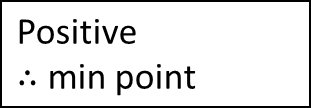 Positive
∴ min point